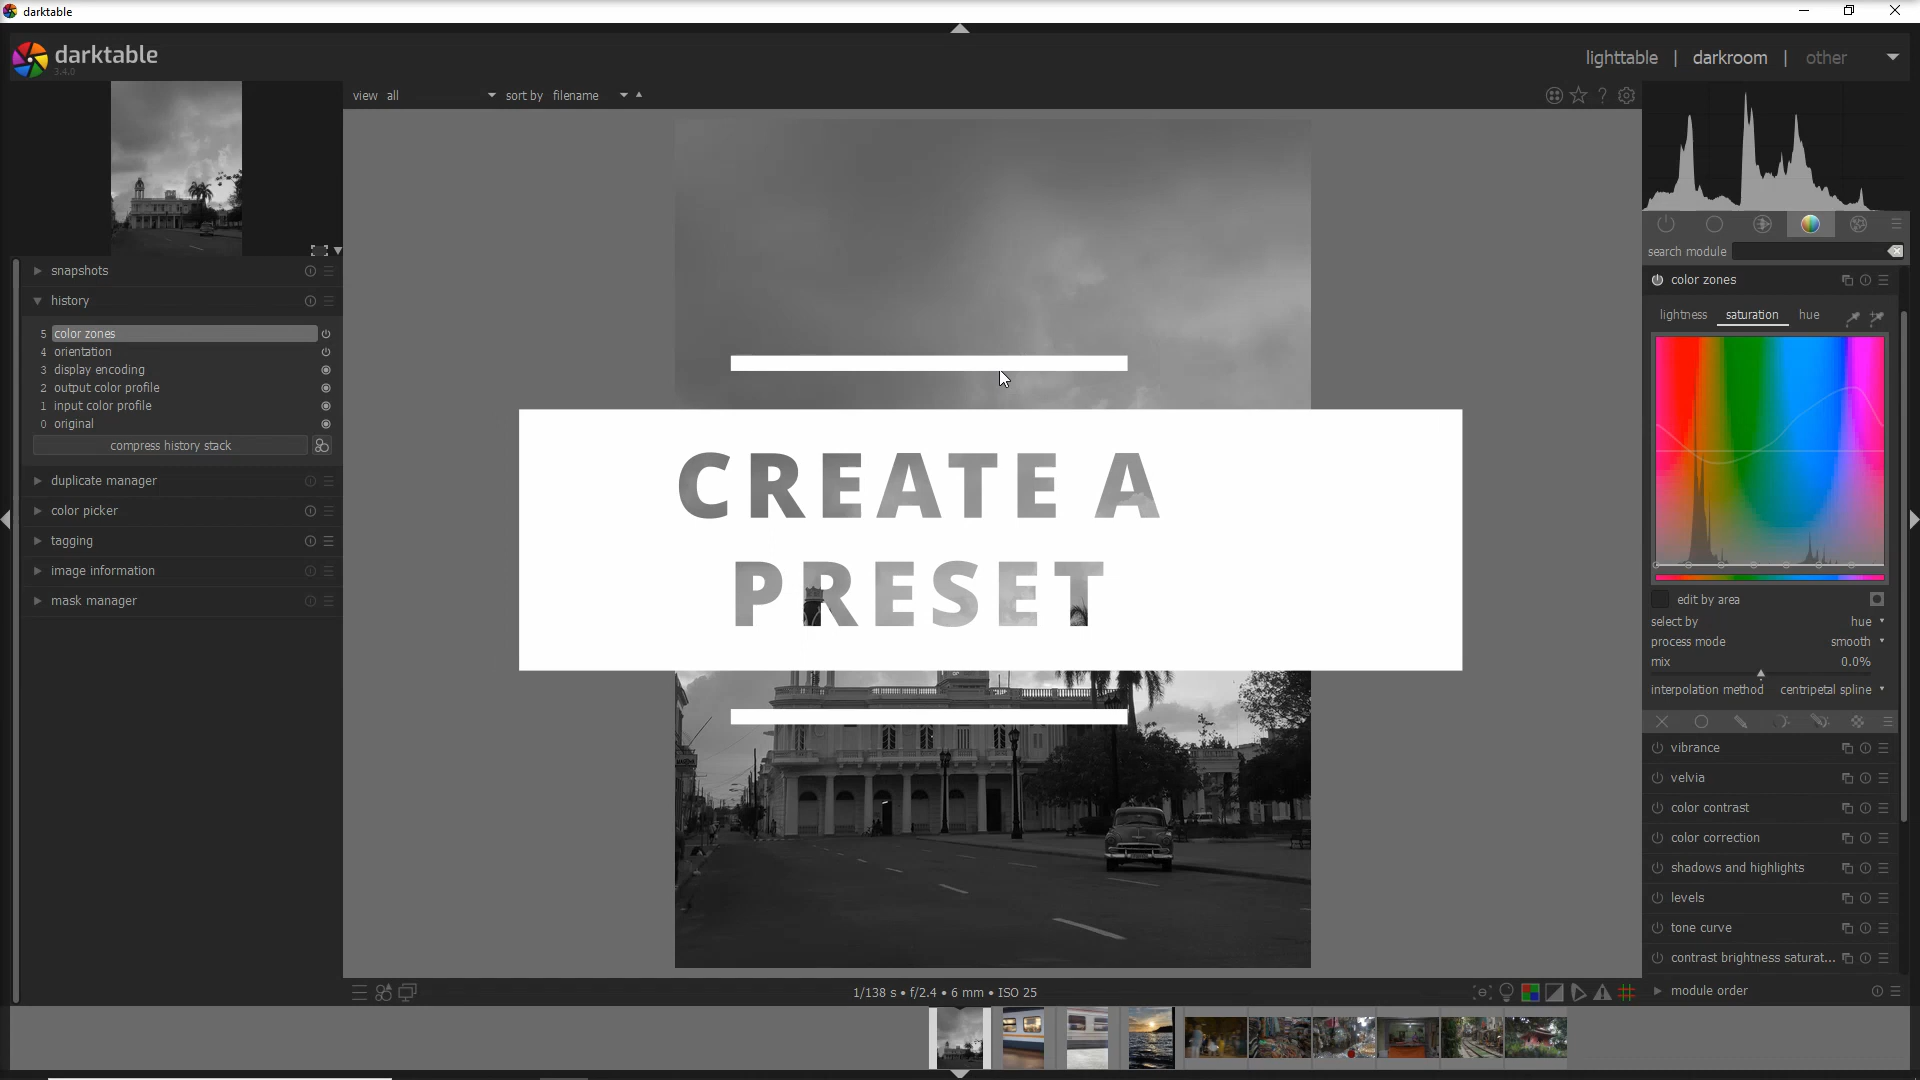 darktable
darktable
3.4.0
lighttable | darkroom | other
view all sort by filename
snapshots
history
5 color zones
4 orientation
3 display encoding
2 output color profile
1 input color profile
0 original
compress history stack
duplicate manager
color picker
tagging
image information
mask manager
CREATE A
PRESET
1/138 s • f/2.4 • 6 mm • ISO 25
search module
color zones
lightness saturation hue
edit by area
select by hue
process mode smooth
mix 0.0%
interpolation method centripetal spline
vibrance
velvia
color contrast
color correction
shadows and highlights
levels
tone curve
contrast brightness saturat...
module order